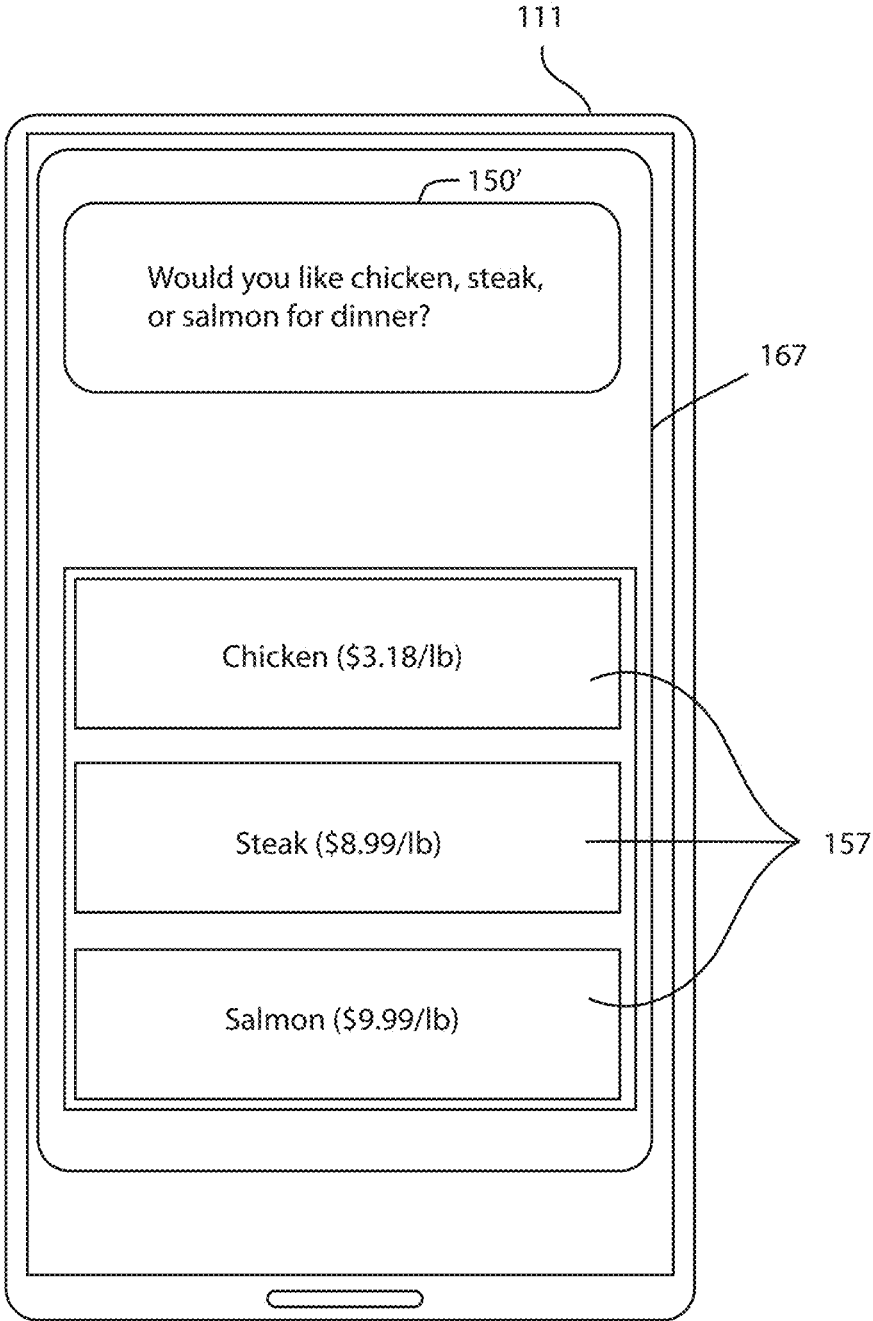 111
150'
Would you like chicken, steak,
or salmon for dinner?
167
Chicken ($3.18/lb)
Steak ($8.99/lb)
157
Salmon ($9.99/lb)